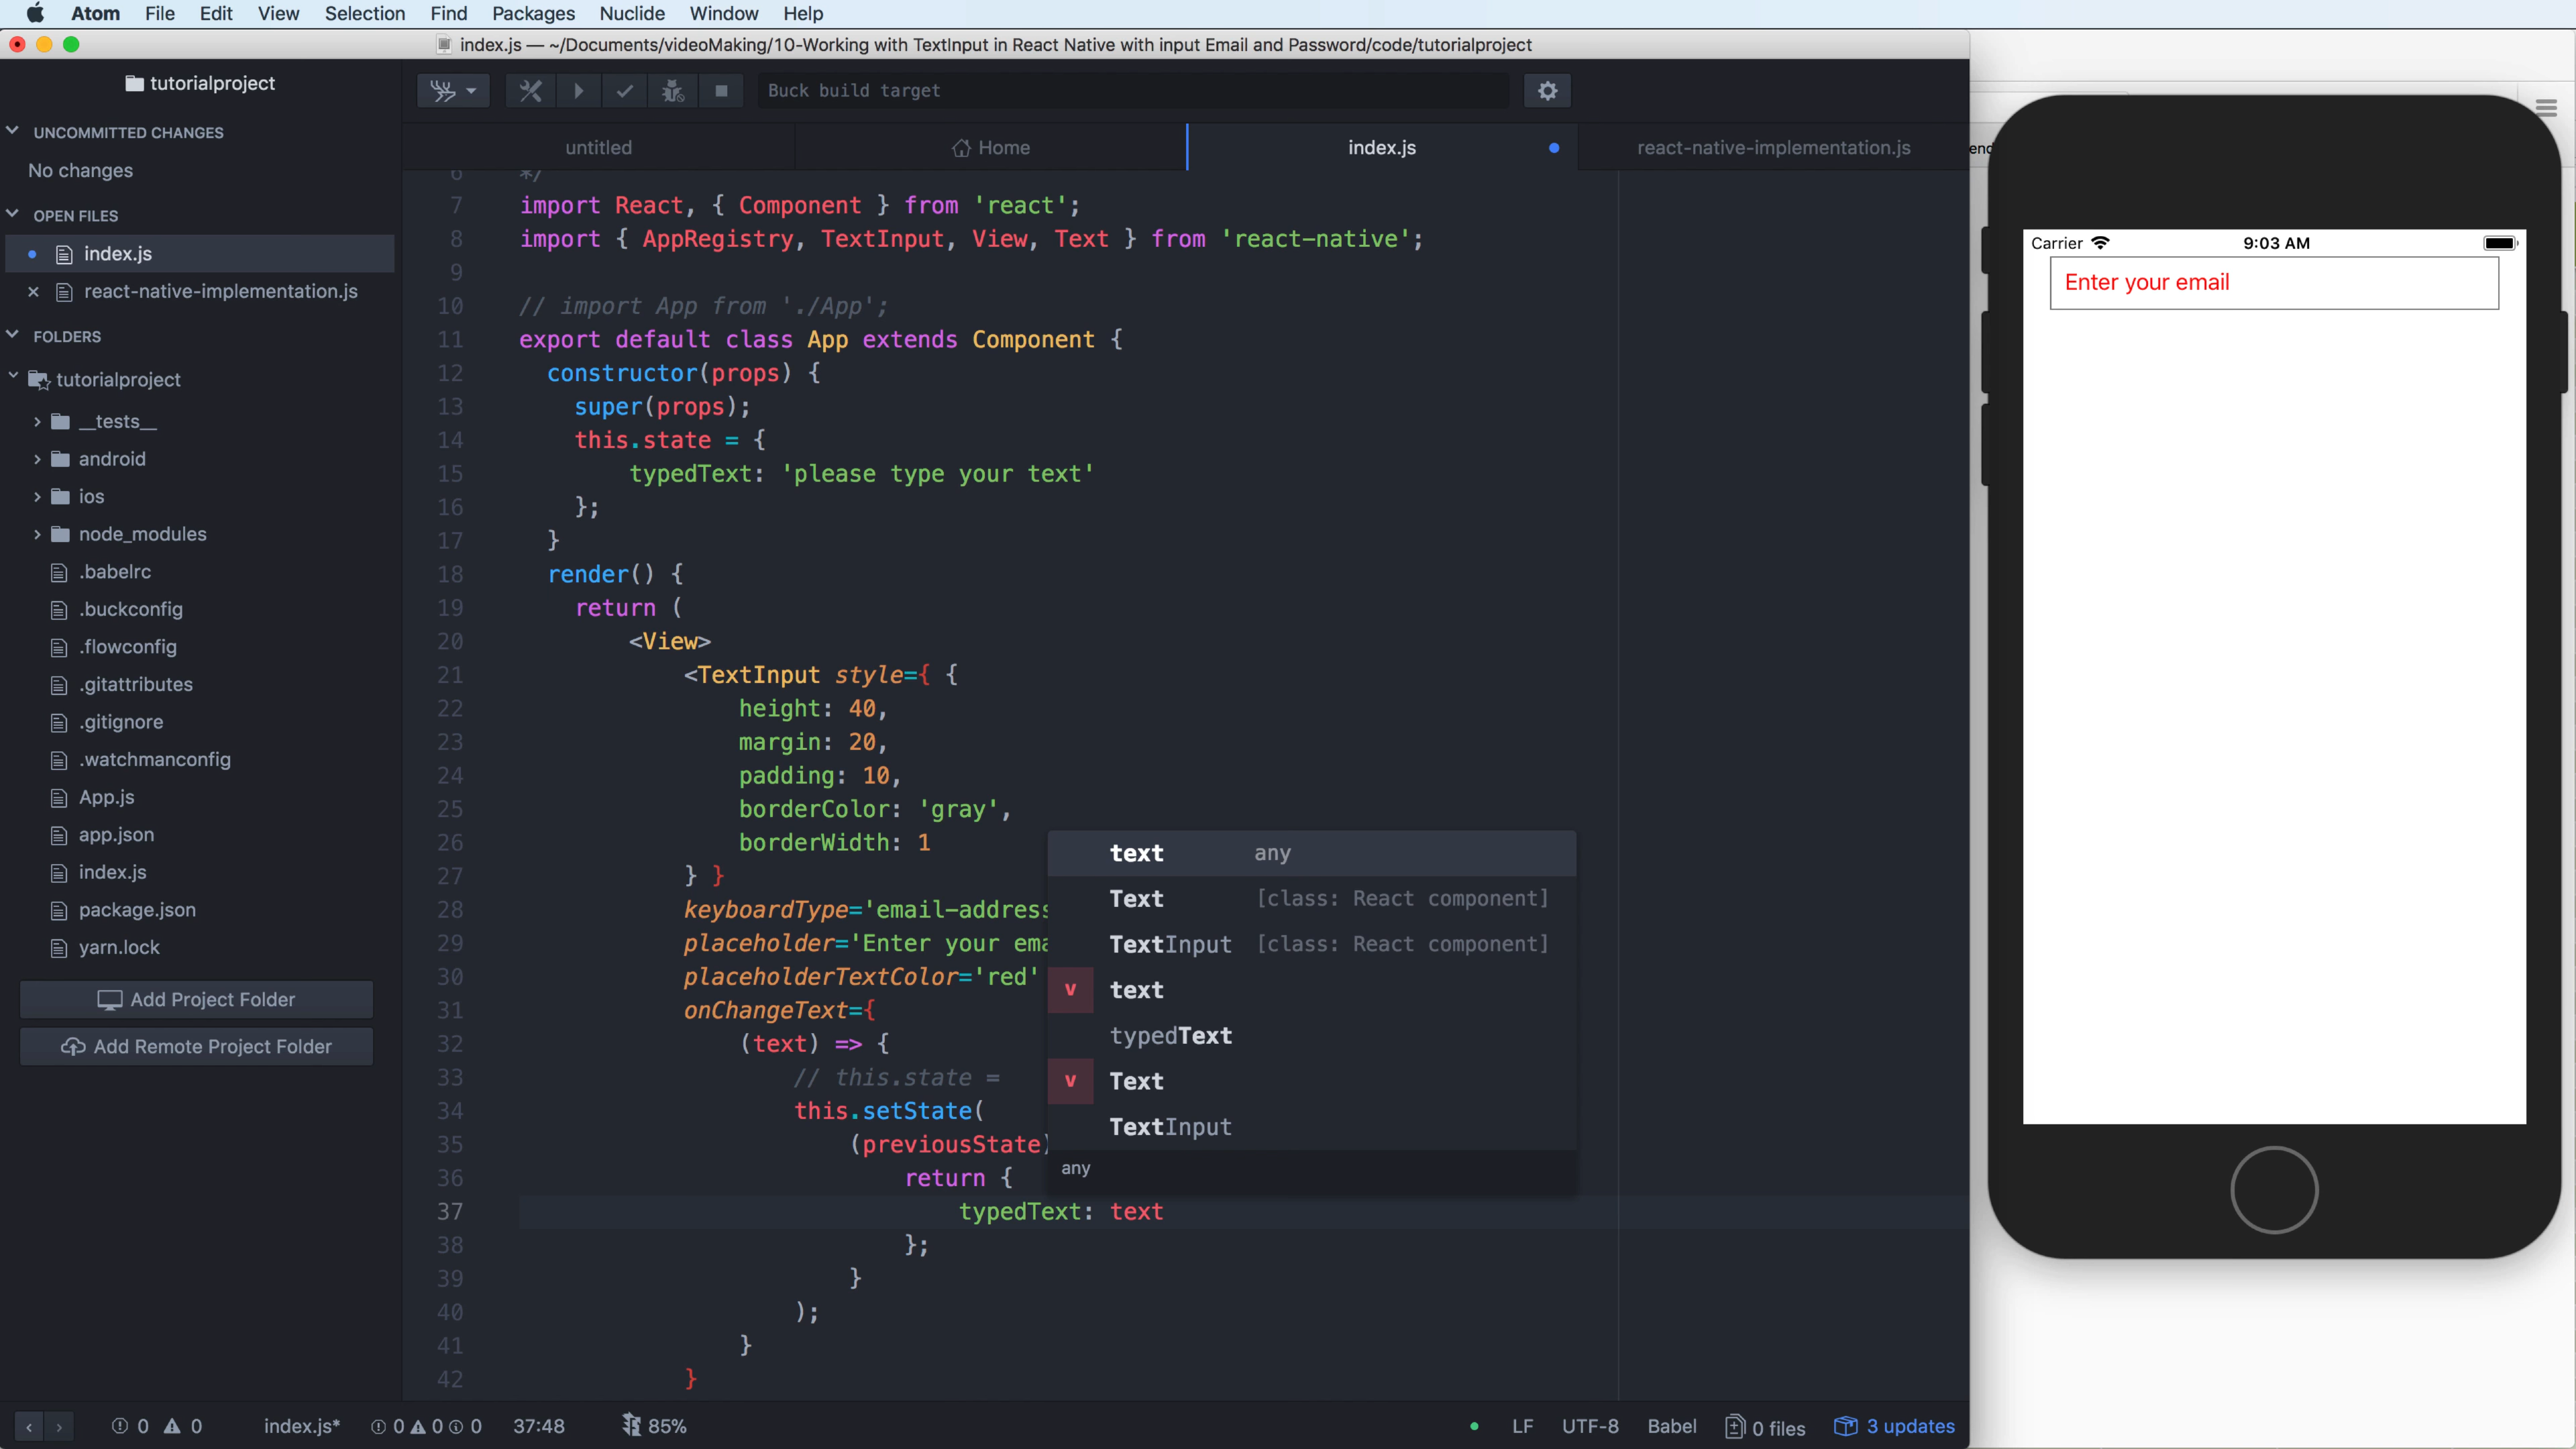 Atom File Edit View Selection Find Packages Nuclide Window Help
index.js — ~/Documents/videoMaking/10-Working with TextInput in React Native with input Email and Password/code/tutorialproject
tutorialproject
Buck build target
UNCOMMITTED CHANGES
No changes
OPEN FILES
index.js
react-native-implementation.js
FOLDERS
tutorialproject
__tests__
android
ios
node_modules
.babelrc
.buckconfig
.flowconfig
.gitattributes
.gitignore
.watchmanconfig
App.js
app.json
index.js
package.json
yarn.lock
Add Project Folder
Add Remote Project Folder
untitled Home index.js react-native-implementation.js
6 */
7 import React, { Component } from 'react';
8 import { AppRegistry, TextInput, View, Text } from 'react-native';
9
10 // import App from './App';
11 export default class App extends Component {
12 constructor(props) {
13 super(props);
14 this.state = {
15 typedText: 'please type your text'
16 };
17 }
18 render() {
19 return (
20 <View>
21 <TextInput style={ {
22 height: 40,
23 margin: 20,
24 padding: 10,
25 borderColor: 'gray',
26 borderWidth: 1
27 } }
28 keyboardType='email-address
29 placeholder='Enter your ema
30 placeholderTextColor='red'
31 onChangeText={
32 (text) => {
33 // this.state =
34 this.setState(
35 (previousState)
36 return {
37 typedText: text
38 };
39 }
40 );
41 }
42 }
text any
Text [class: React component]
TextInput [class: React component]
v text
typedText
v Text
TextInput
any
0 0 index.js* 0 0 0 37:48 85% LF UTF-8 Babel 0 files 3 updates
end
Carrier 9:03 AM
Enter your email